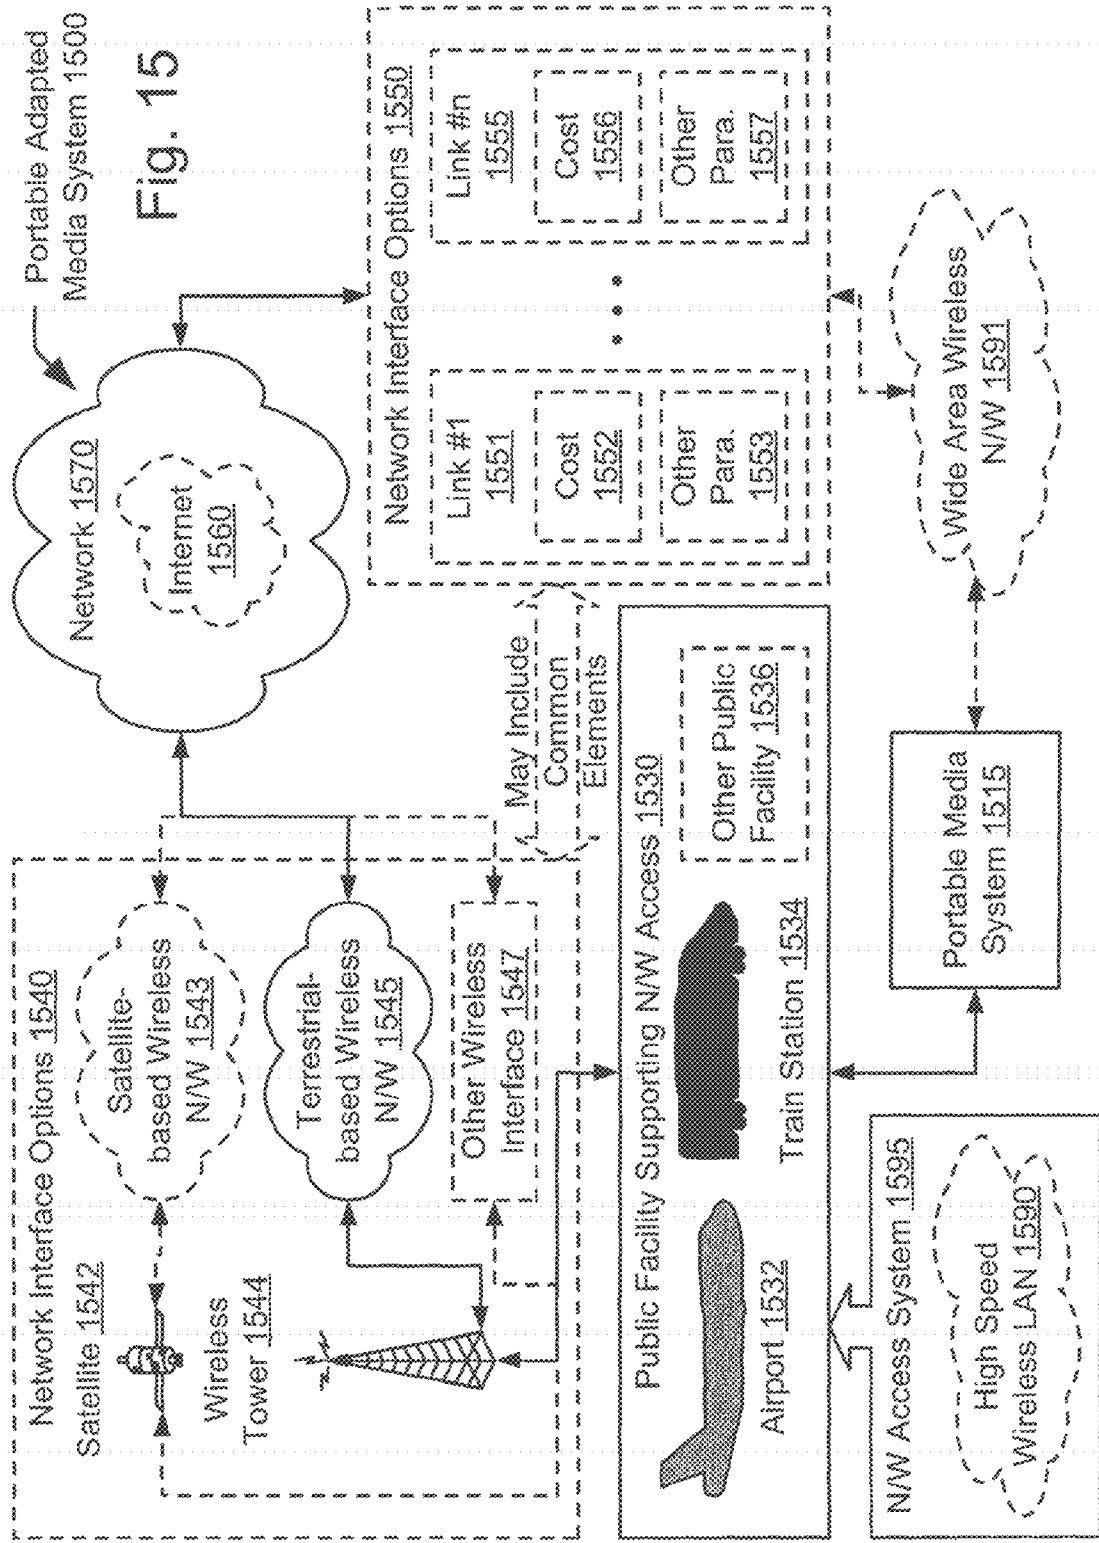 Portable Adapted
Media System 1500
Fig. 15
Network Interface Options 1540
Satellite 1542
Satellite-
based Wireless
N/W 1543
Wireless
Tower 1544
Terrestrial-
based Wireless
N/W 1545
Other Wireless
Interface 1547
Network 1570
Internet
1560
May Include
Common
Elements
Network Interface Options 1550
Link #1
1551
Cost
1552
Other
Para.
1553
Link #n
1555
Cost
1556
Other
Para.
1557
Public Facility Supporting N/W Access 1530
Airport 1532
Train Station 1534
Other Public
Facility 1536
N/W Access System 1595
High Speed
Wireless LAN 1590
Portable Media
System 1515
Wide Area Wireless
N/W 1591